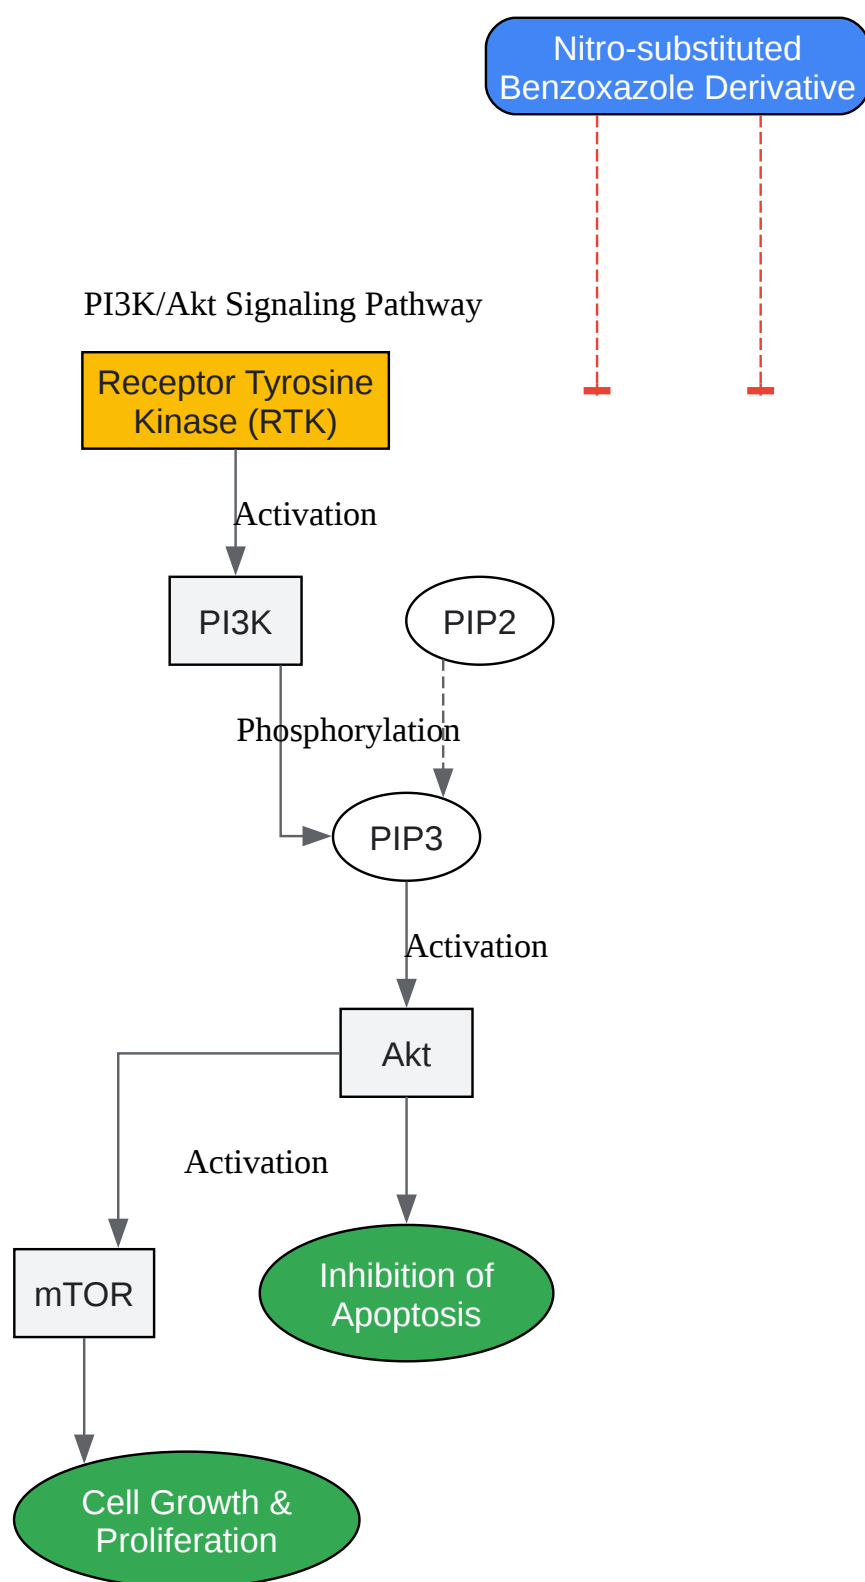 Nitro-substituted
Benzoxazole Derivative
PI3K/Akt Signaling Pathway
Receptor Tyrosine
Kinase (RTK)
Activation
PI3K
PIP2
Phosphorylation
PIP3
Activation
Akt
Activation
Inhibition of
Apoptosis
mTOR
Cell Growth &
Proliferation